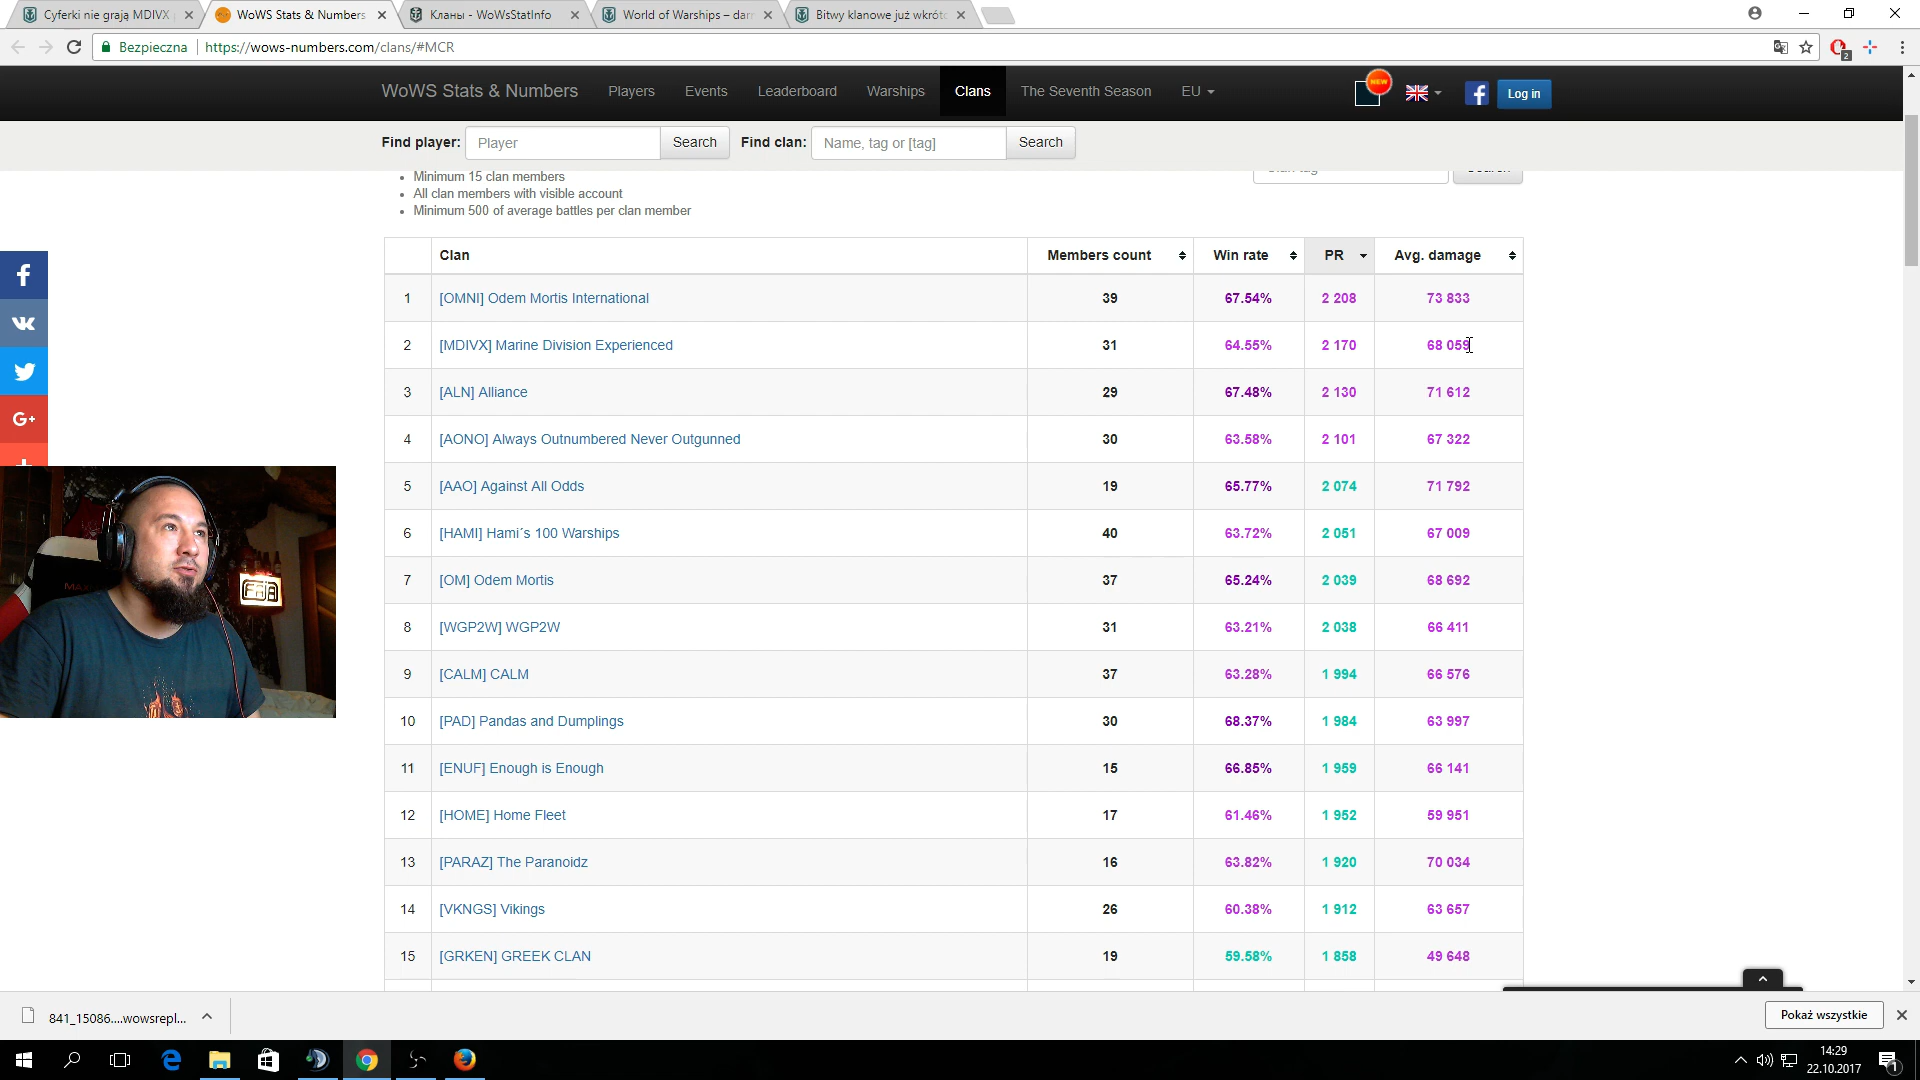 Cyferki nie grają MDIVX
WoWS Stats & Numbers
Кланы - WoWsStatInfo
World of Warships – dar
Bitwy klanowe już wkrótc
Bezpieczna
https://wows-numbers.com/clans/#MCR
2
WoWS Stats & Numbers Players Events Leaderboard Warships Clans The Seventh Season EU NEW Log in
Find player: Player Search Find clan: Name, tag or [tag] Search
Minimum 15 clan members
All clan members with visible account
Minimum 500 of average battles per clan member
Clan Members count Win rate PR Avg. damage
1 [OMNI] Odem Mortis International 39 67.54% 2 208 73 833
2 [MDIVX] Marine Division Experienced 31 64.55% 2 170 68 059
3 [ALN] Alliance 29 67.48% 2 130 71 612
4 [AONO] Always Outnumbered Never Outgunned 30 63.58% 2 101 67 322
5 [AAO] Against All Odds 19 65.77% 2 074 71 792
6 [HAMI] Hami´s 100 Warships 40 63.72% 2 051 67 009
7 [OM] Odem Mortis 37 65.24% 2 039 68 692
8 [WGP2W] WGP2W 31 63.21% 2 038 66 411
9 [CALM] CALM 37 63.28% 1 994 66 576
10 [PAD] Pandas and Dumplings 30 68.37% 1 984 63 997
11 [ENUF] Enough is Enough 15 66.85% 1 959 66 141
12 [HOME] Home Fleet 17 61.46% 1 952 59 951
13 [PARAZ] The Paranoidz 16 63.82% 1 920 70 034
14 [VKNGS] Vikings 26 60.38% 1 912 63 657
15 [GRKEN] GREEK CLAN 19 59.58% 1 858 49 648
G+
841_15086....wowsrepl...
Pokaż wszystkie
14:29
22.10.2017
1